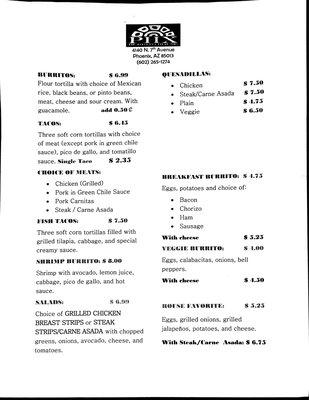 4140 N. 7th Avenue
Phoenix, AZ 85013
(602) 265-1274
BURRITOS: $ 6.99
Flour tortilla with choice of Mexican
rice, black beans, or pinto beans,
meat, cheese and sour cream. With
guacamole. add 0.50 ¢
TACOS: $ 6.45
Three soft corn tortillas with choice
of meat (except pork in green chile
sauce), pico de gallo, and tomatillo
sauce. Single Taco $ 2.35
CHOICE OF MEATS:
• Chicken (Grilled)
• Pork in Green Chile Sauce
• Pork Carnitas
• Steak / Carne Asada
FISH TACOS: $ 7.50
Three soft corn tortillas filled with
grilled tilapia, cabbage, and special
creamy sauce.
SHRIMP BURRITO: $ 8.00
Shrimp with avocado, lemon juice,
cabbage, pico de gallo, and hot
sauce.
SALADS: $ 6.99
Choice of GRILLED CHICKEN
BREAST STRIPS or STEAK
STRIPS/CARNE ASADA with chopped
greens, onions, avocado, cheese, and
tomatoes.
QUESADILLAS:
• Chicken $ 7.50
• Steak/Carne Asada $ 7.50
• Plain $ 4.75
• Veggie $ 6.50
BREAKFAST BURRITO: $ 4.75
Eggs, potatoes and choice of:
• Bacon
• Chorizo
• Ham
• Sausage
With cheese $ 5.25
VEGGIE BURRITO: $ 4.00
Eggs, calabacitas, onions, bell
peppers.
With cheese $ 4.50
HOUSE FAVORITE: $ 5.25
Eggs, grilled onions, grilled
jalapeños, potatoes, and cheese.
With Steak/Carne Asada: $ 6.75